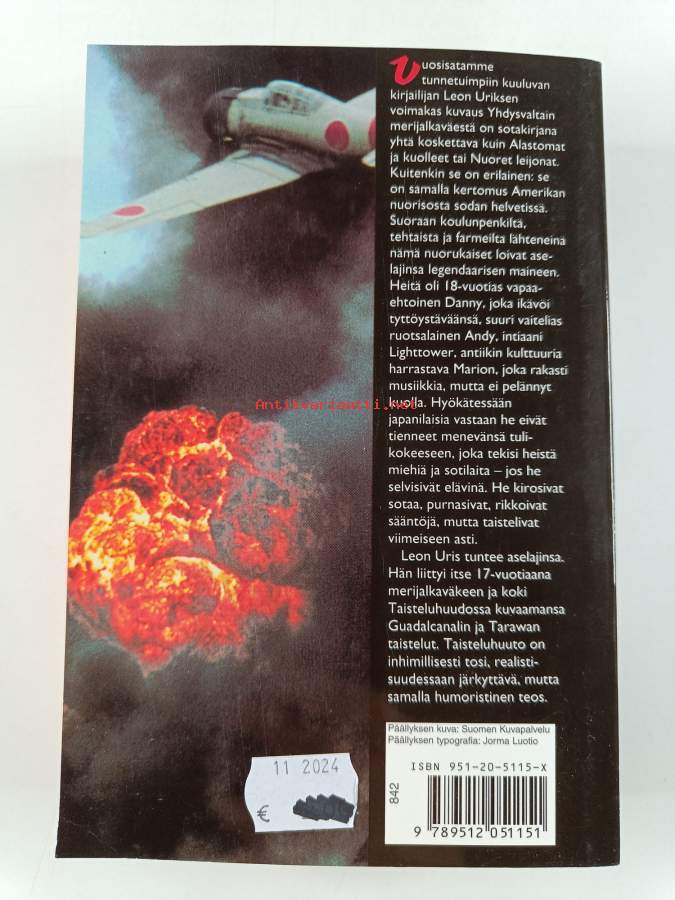 Vuosisatamme
tunnetuimpiin kuuluvan
kirjailijan Leon Uriksen
voimakas kuvaus Yhdysvaltain
merijalkaväestä on sotakirjana
yhtä koskettava kuin Alastomat
ja kuolleet tai Nuoret leijonat.
Kuitenkin se on erilainen: se
on samalla kertomus Amerikan
nuorisosta sodan helvetissä.
Suoraan koulunpenkiltä,
tehtaista ja farmeilta lähteneinä
nämä nuorukaiset loivat ase-
lajinsa legendaarisen maineen.
Heitä oli 18-vuotias vapaa-
ehtoinen Danny, joka ikävöi
tyttöystäväänsä, suuri vaitelias
ruotsalainen Andy, intiaani
Lighttower, antiikin kulttuuria
harrastava Marion, joka rakasti
musiikkia, mutta ei pelännyt
kuolla. Hyökätessään
japanilaisia vastaan he eivät
tienneet menevänsä tuli-
kokeeseen, joka tekisi heistä
miehiä ja sotilaita – jos he
selvisivät elävinä. He kirosivat
sotaa, purnasivat, rikkoivat
sääntöjä, mutta taistelivat
viimeiseen asti.
Leon Uris tuntee aselajinsa.
Hän liittyi itse 17-vuotiaana
merijalkaväkeen ja koki
Taisteluhuudossa kuvaamansa
Guadalcanalin ja Tarawan
taistelut. Taisteluhuuto on
inhimillisesti tosi, realisti-
suudessaan järkyttävä, mutta
samalla humoristinen teos.
Antikvariaatti.net
Päällyksen kuva: Suomen Kuvapalvelu
Päällyksen typografia: Jorma Luotio
ISBN 951-20-5115-X
842
9 789512 051151
11 2024
€